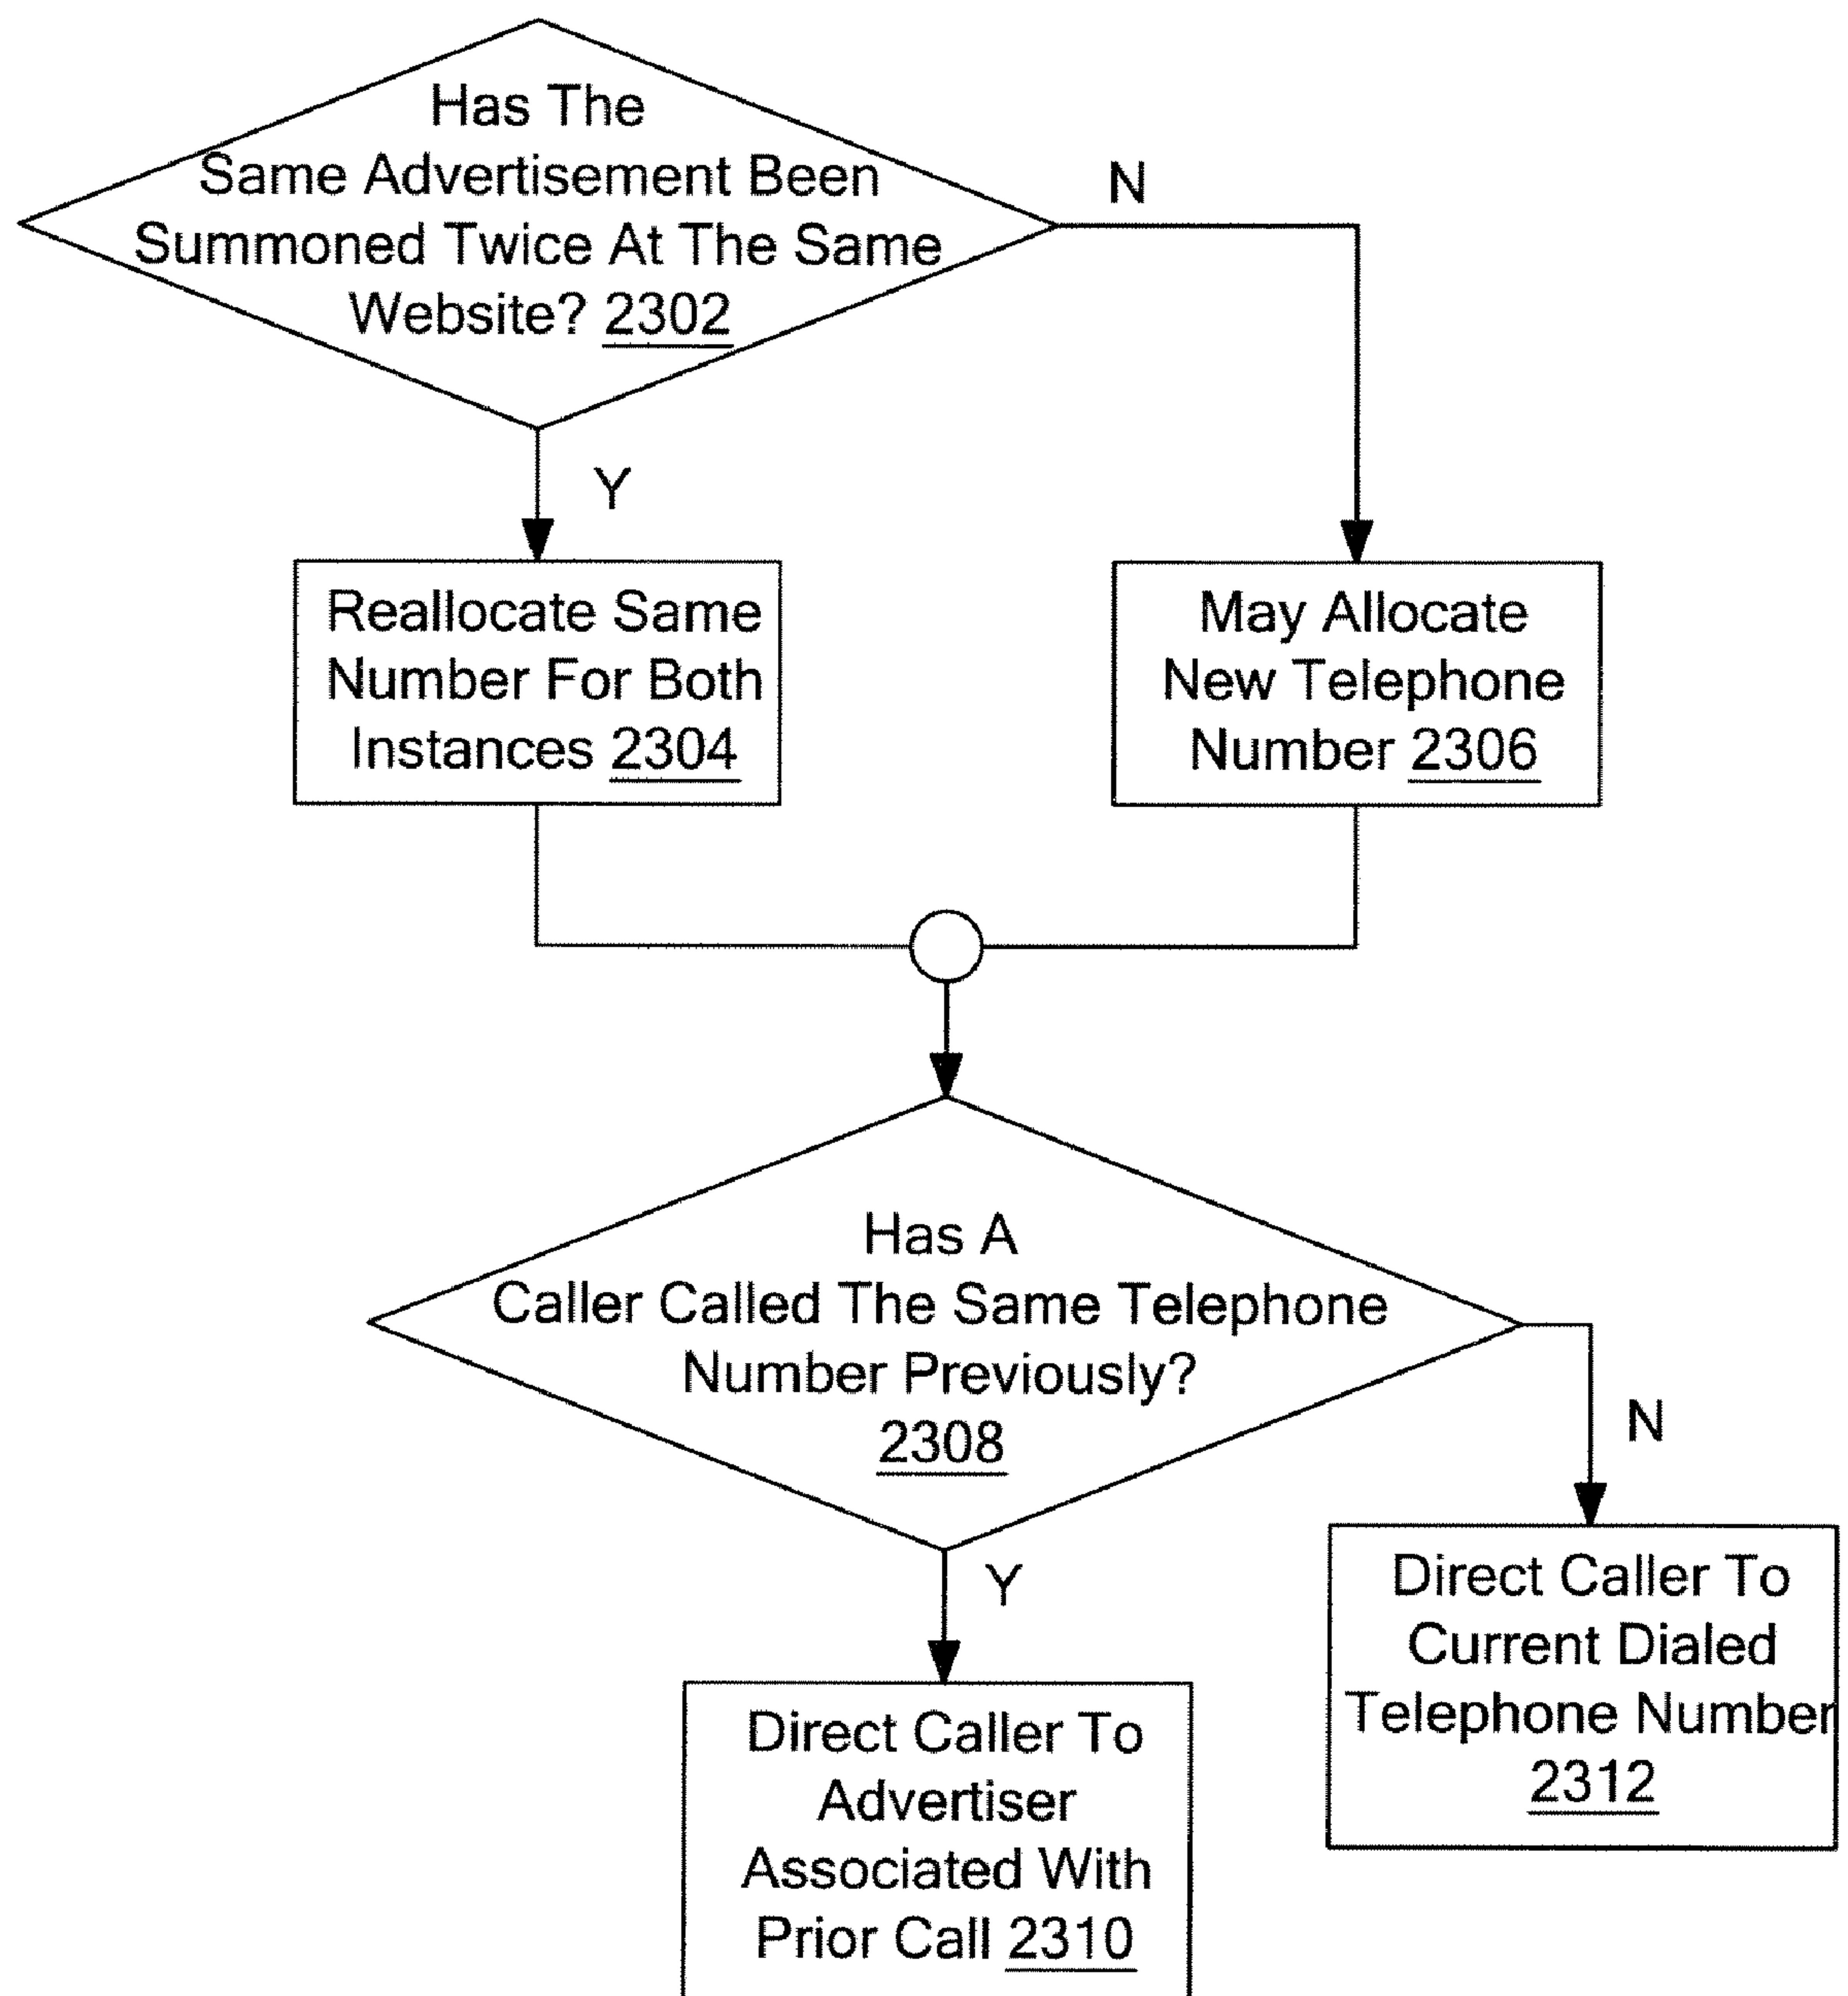 Has The
Same Advertisement Been
Summoned Twice At The Same
Website? 2302
N
Y
Reallocate Same
Number For Both
Instances 2304
May Allocate
New Telephone
Number 2306
Has A
Caller Called The Same Telephone
Number Previously?
2308
N
Y
Direct Caller To
Current Dialed
Telephone Number
2312
Direct Caller To
Advertiser
Associated With
Prior Call 2310